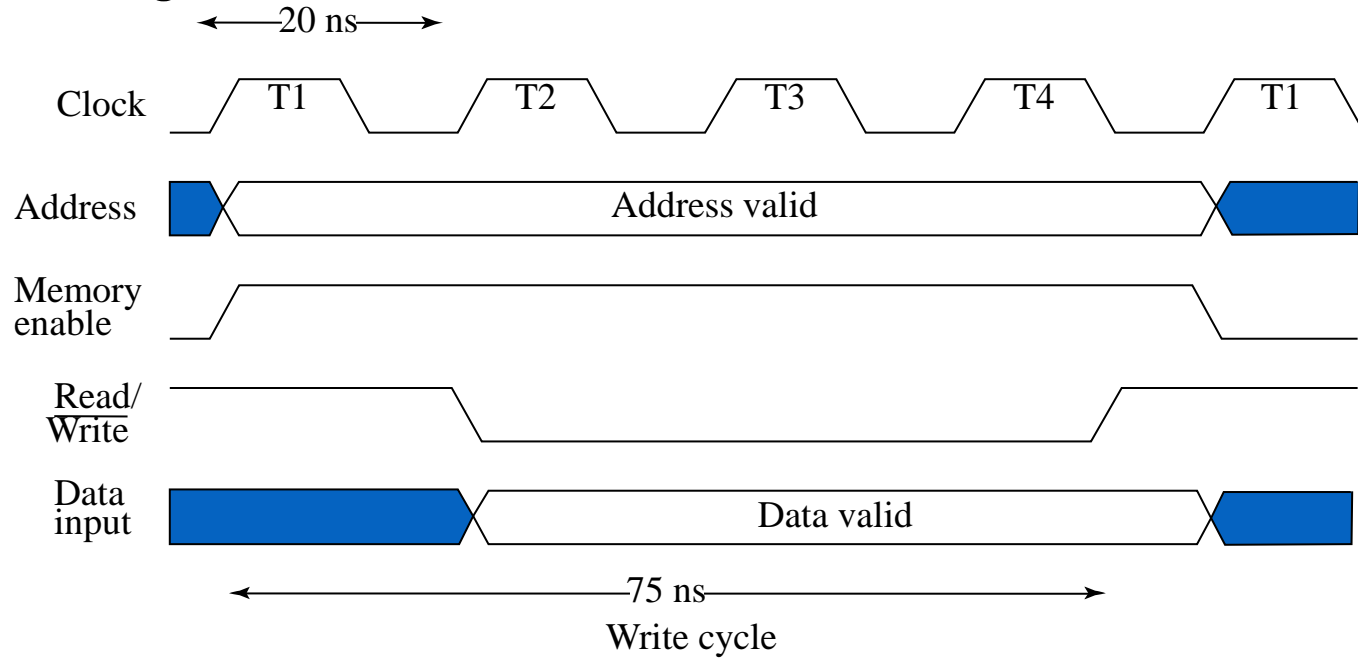 20 ns
Clock
T1 T2 T3 T4 T1
Address
Address valid
Memory
enable
Read/
Write
Data
input
Data valid
75 ns
Write cycle